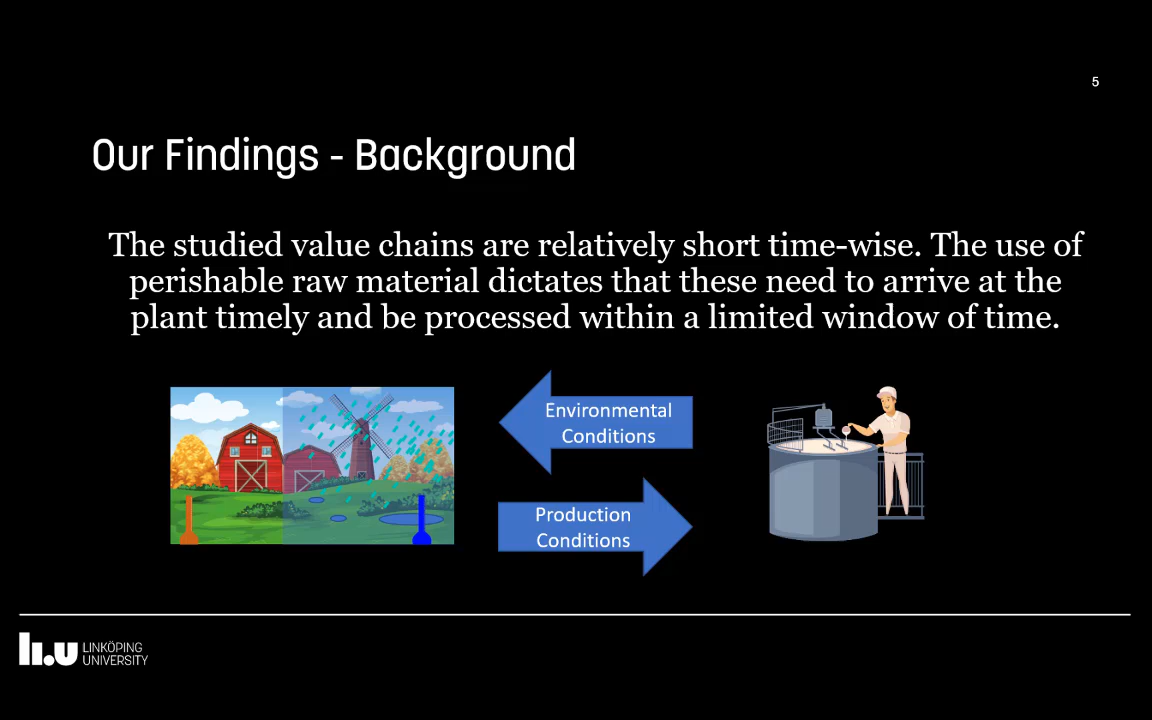 5
Our Findings - Background
The studied value chains are relatively short time-wise. The use of
perishable raw material dictates that these need to arrive at the
plant timely and be processed within a limited window of time.
Environmental
Conditions
Production
Conditions
li.u LINKÖPING
UNIVERSITY